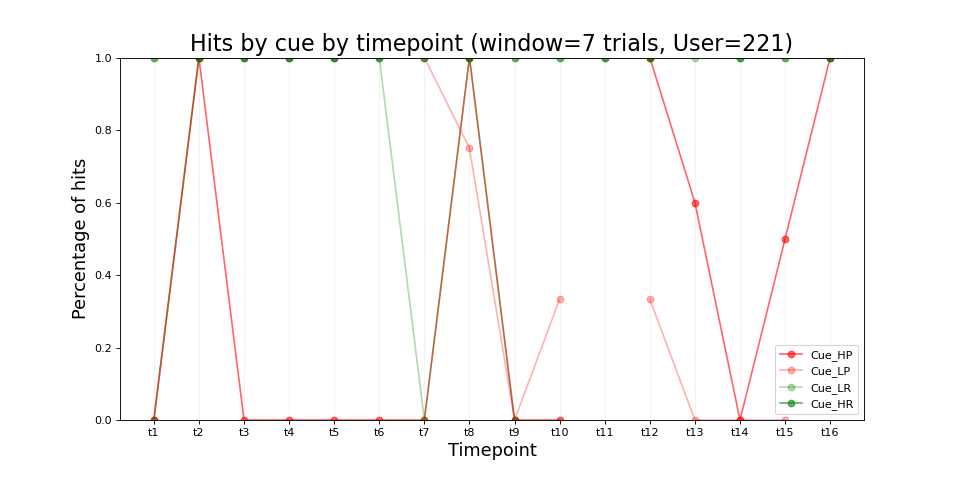 Hits by cue by timepoint (window=7 trials, User=221)
1.0
0.8
0.6
0.4
0.2
0.0
Percentage of hits
t1 t2 t3 t4 t5 t6 t7 t8 t9 t10 t11 t12 t13 t14 t15 t16
Timepoint
Cue_HP
Cue_LP
Cue_LR
Cue_HR